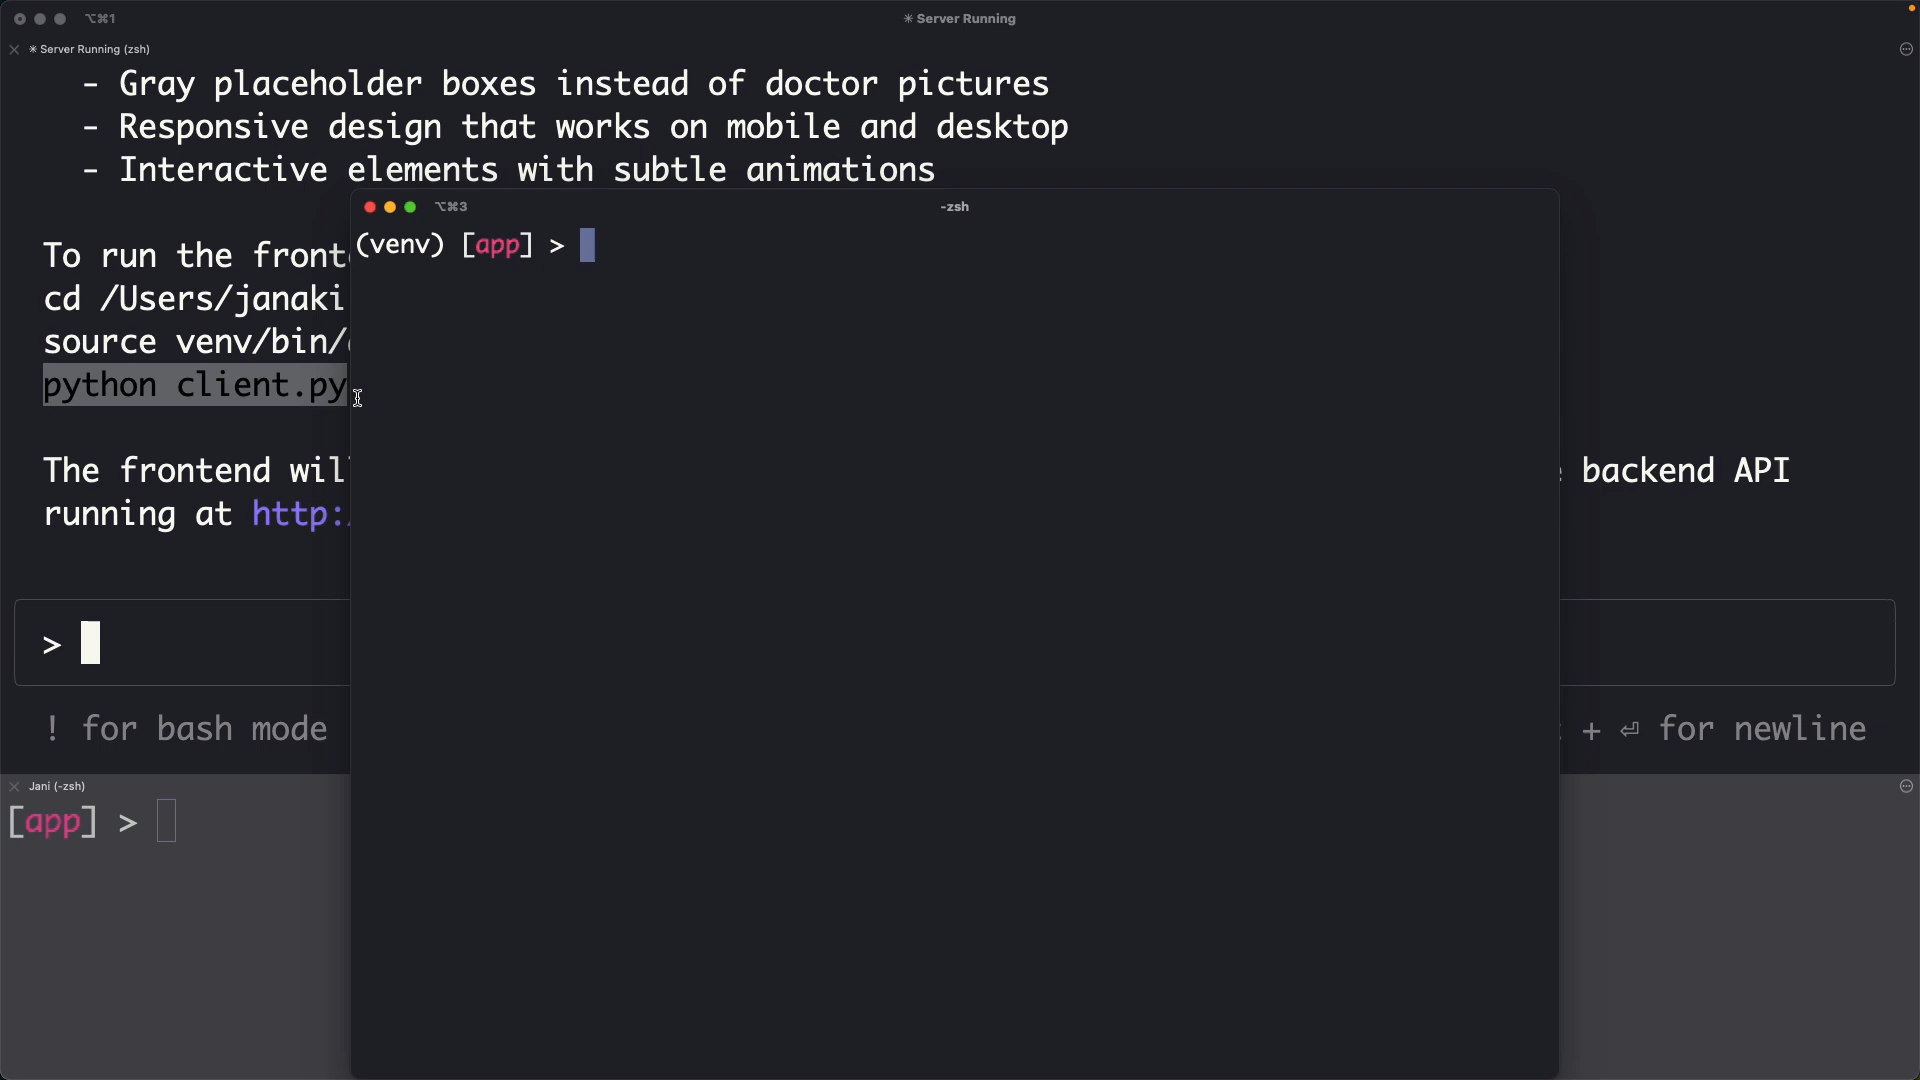 ⌥⌘1
✳ Server Running
✳ Server Running (zsh)
- Gray placeholder boxes instead of doctor pictures
- Responsive design that works on mobile and desktop
- Interactive elements with subtle animations
⌥⌘3
-zsh
(venv) [app] >
To run the
cd /Users/janaki
source venv/bin/
python client.py
The frontend
backend API
running at http:/
>
! for bash mode
+ ⏎ for newline
Jani (-zsh)
[app] >